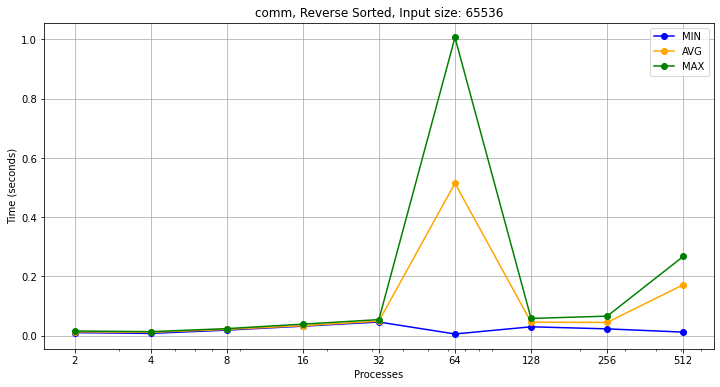 comm, Reverse Sorted, Input size: 65536
MIN
AVG
MAX
Time (seconds)
1.0
0.8
0.6
0.4
0.2
0.0
2 4 8 16 32 64 128 256 512
Processes